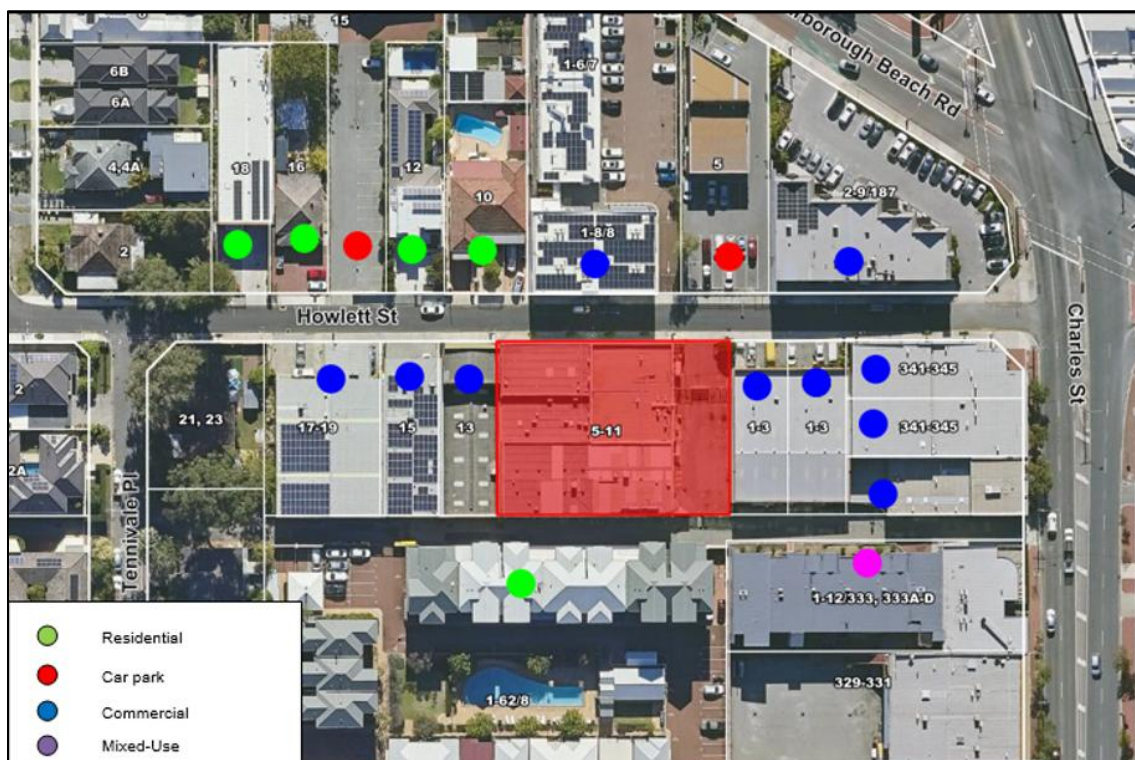 15
arborough Beach Rd
6B
6A
4,4A
18
16
12
10
1-6/7
5
2-9/187
2
1-8/8
Howlett St
Charles St
2
21, 23
17-19
15
13
5-11
1-3
1-3
341-345
341-345
2A
Tennivale Pl
1-12/333, 333A-D
1-62/8
329-331
Residential
Car park
Commercial
Mixed-Use